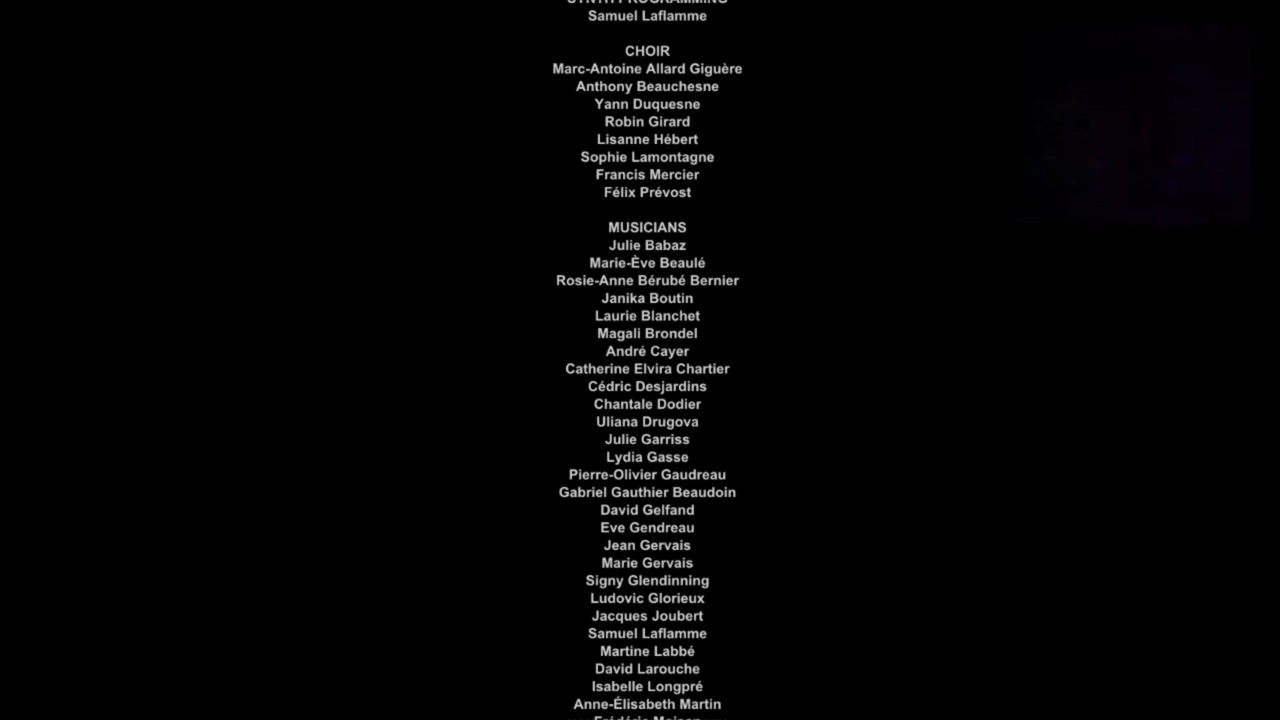 SYNTH PROGRAMMING
Samuel Laflamme
CHOIR
Marc-Antoine Allard Giguère
Anthony Beauchesne
Yann Duquesne
Robin Girard
Lisanne Hébert
Sophie Lamontagne
Francis Mercier
Félix Prévost
MUSICIANS
Julie Babaz
Marie-Ève Beaulé
Rosie-Anne Bérubé Bernier
Janika Boutin
Laurie Blanchet
Magali Brondel
André Cayer
Catherine Elvira Chartier
Cédric Desjardins
Chantale Dodier
Uliana Drugova
Julie Garriss
Lydia Gasse
Pierre-Olivier Gaudreau
Gabriel Gauthier Beaudoin
David Gelfand
Eve Gendreau
Jean Gervais
Marie Gervais
Signy Glendinning
Ludovic Glorieux
Jacques Joubert
Samuel Laflamme
Martine Labbé
David Larouche
Isabelle Longpré
Anne-Élisabeth Martin